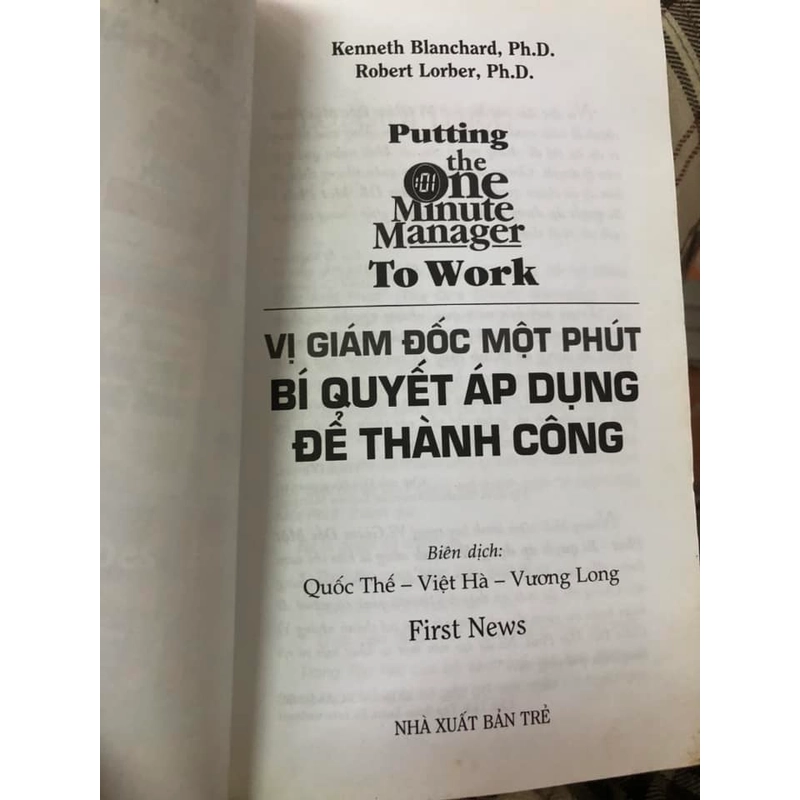 Kenneth Blanchard, Ph.D.
Robert Lorber, Ph.D.
Putting
the
One
Minute
Manager
To Work
VỊ GIÁM ĐỐC MỘT PHÚT
BÍ QUYẾT ÁP DỤNG
ĐỂ THÀNH CÔNG
Biên dịch:
Quốc Thế – Việt Hà – Vương Long
First News
NHÀ XUẤT BẢN TRẺ